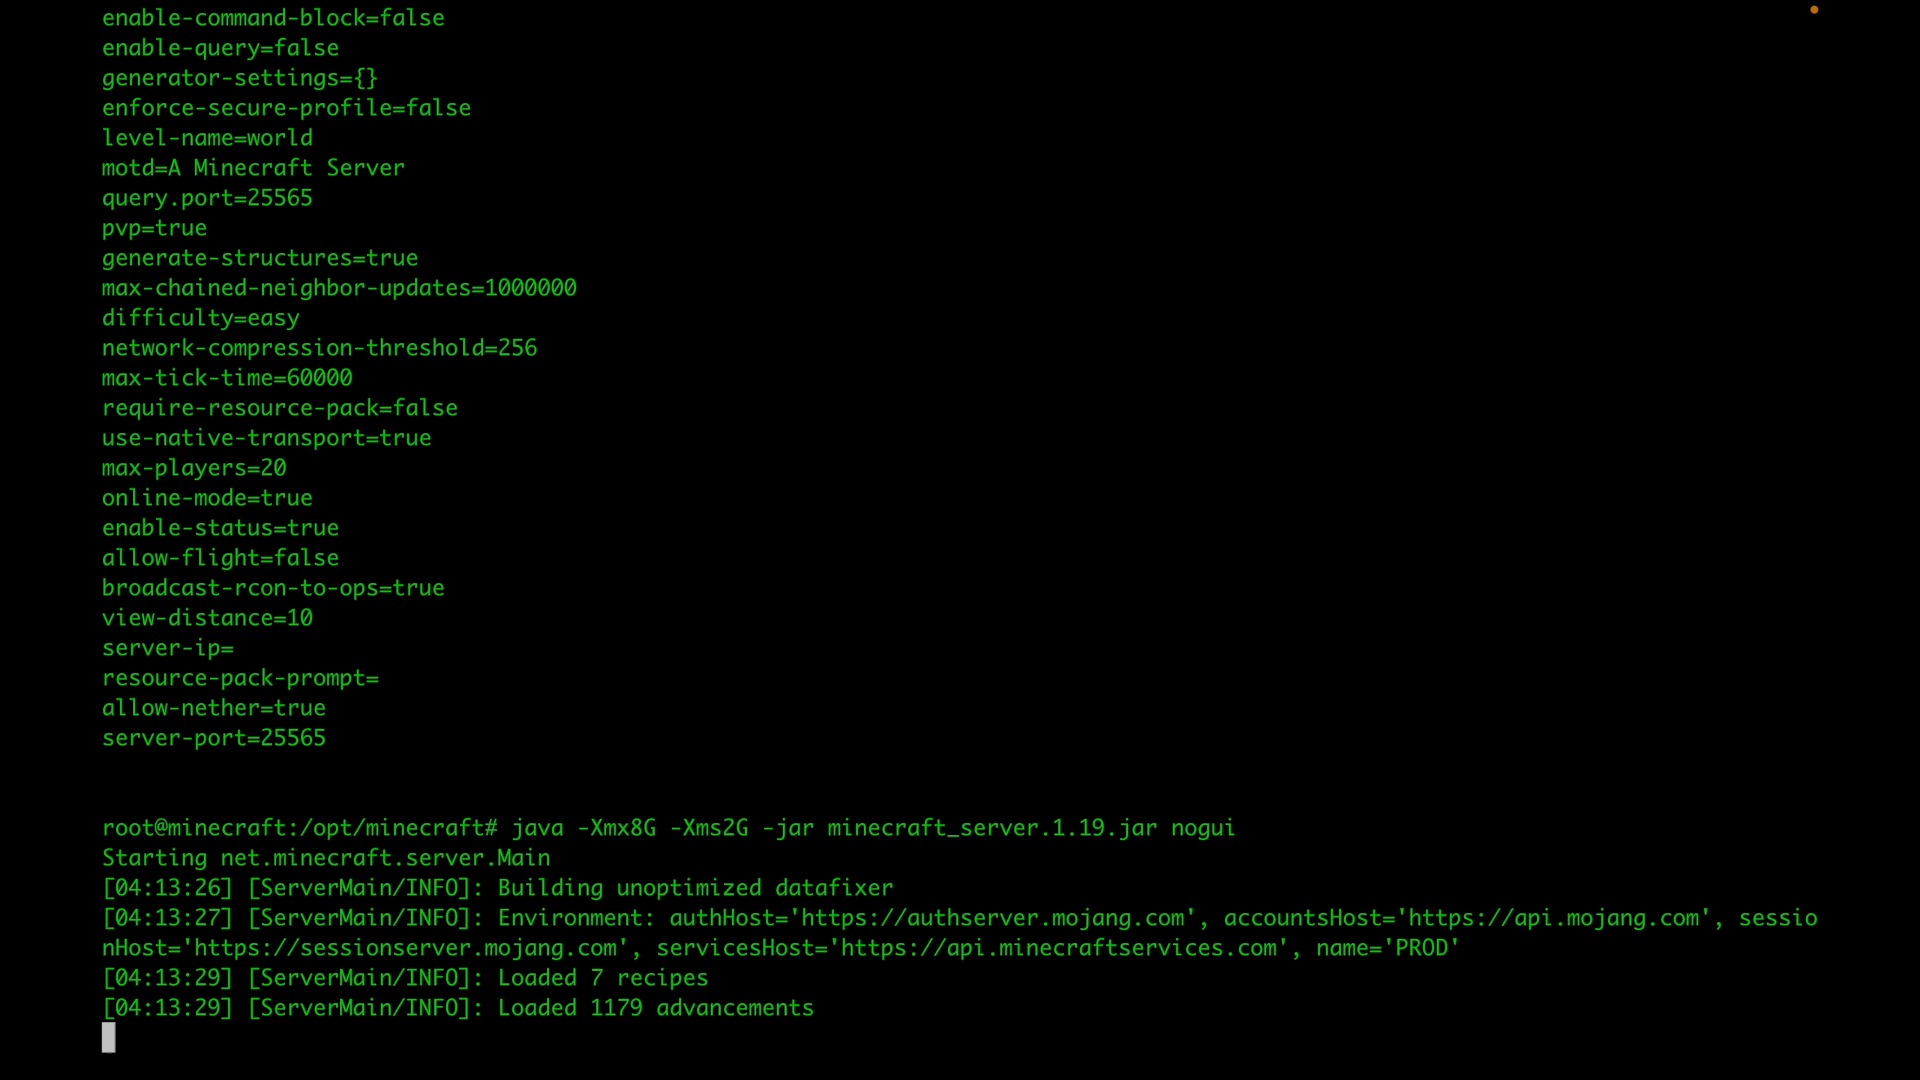 enable-command-block=false
enable-query=false
generator-settings={}
enforce-secure-profile=false
level-name=world
motd=A Minecraft Server
query.port=25565
pvp=true
generate-structures=true
max-chained-neighbor-updates=1000000
difficulty=easy
network-compression-threshold=256
max-tick-time=60000
require-resource-pack=false
use-native-transport=true
max-players=20
online-mode=true
enable-status=true
allow-flight=false
broadcast-rcon-to-ops=true
view-distance=10
server-ip=
resource-pack-prompt=
allow-nether=true
server-port=25565
root@minecraft:/opt/minecraft# java -Xmx8G -Xms2G -jar minecraft_server.1.19.jar nogui
Starting net.minecraft.server.Main
[04:13:26] [ServerMain/INFO]: Building unoptimized datafixer
[04:13:27] [ServerMain/INFO]: Environment: authHost='https://authserver.mojang.com', accountsHost='https://api.mojang.com', sessio
nHost='https://sessionserver.mojang.com', servicesHost='https://api.minecraftservices.com', name='PROD'
[04:13:29] [ServerMain/INFO]: Loaded 7 recipes
[04:13:29] [ServerMain/INFO]: Loaded 1179 advancements